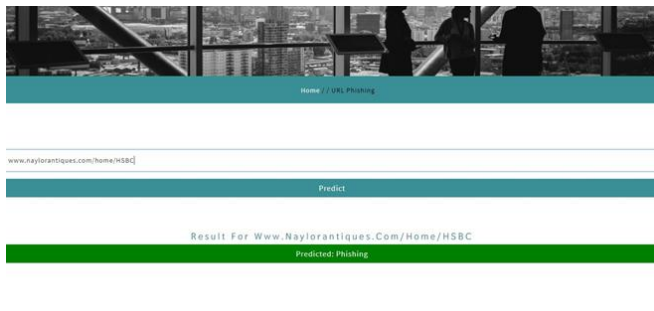 Home // URL Phishing
www.naylorantiques.com/home/HSBC
Predict
Result For Www.Naylorantiques.Com/Home/HSBC
Predicted: Phishing